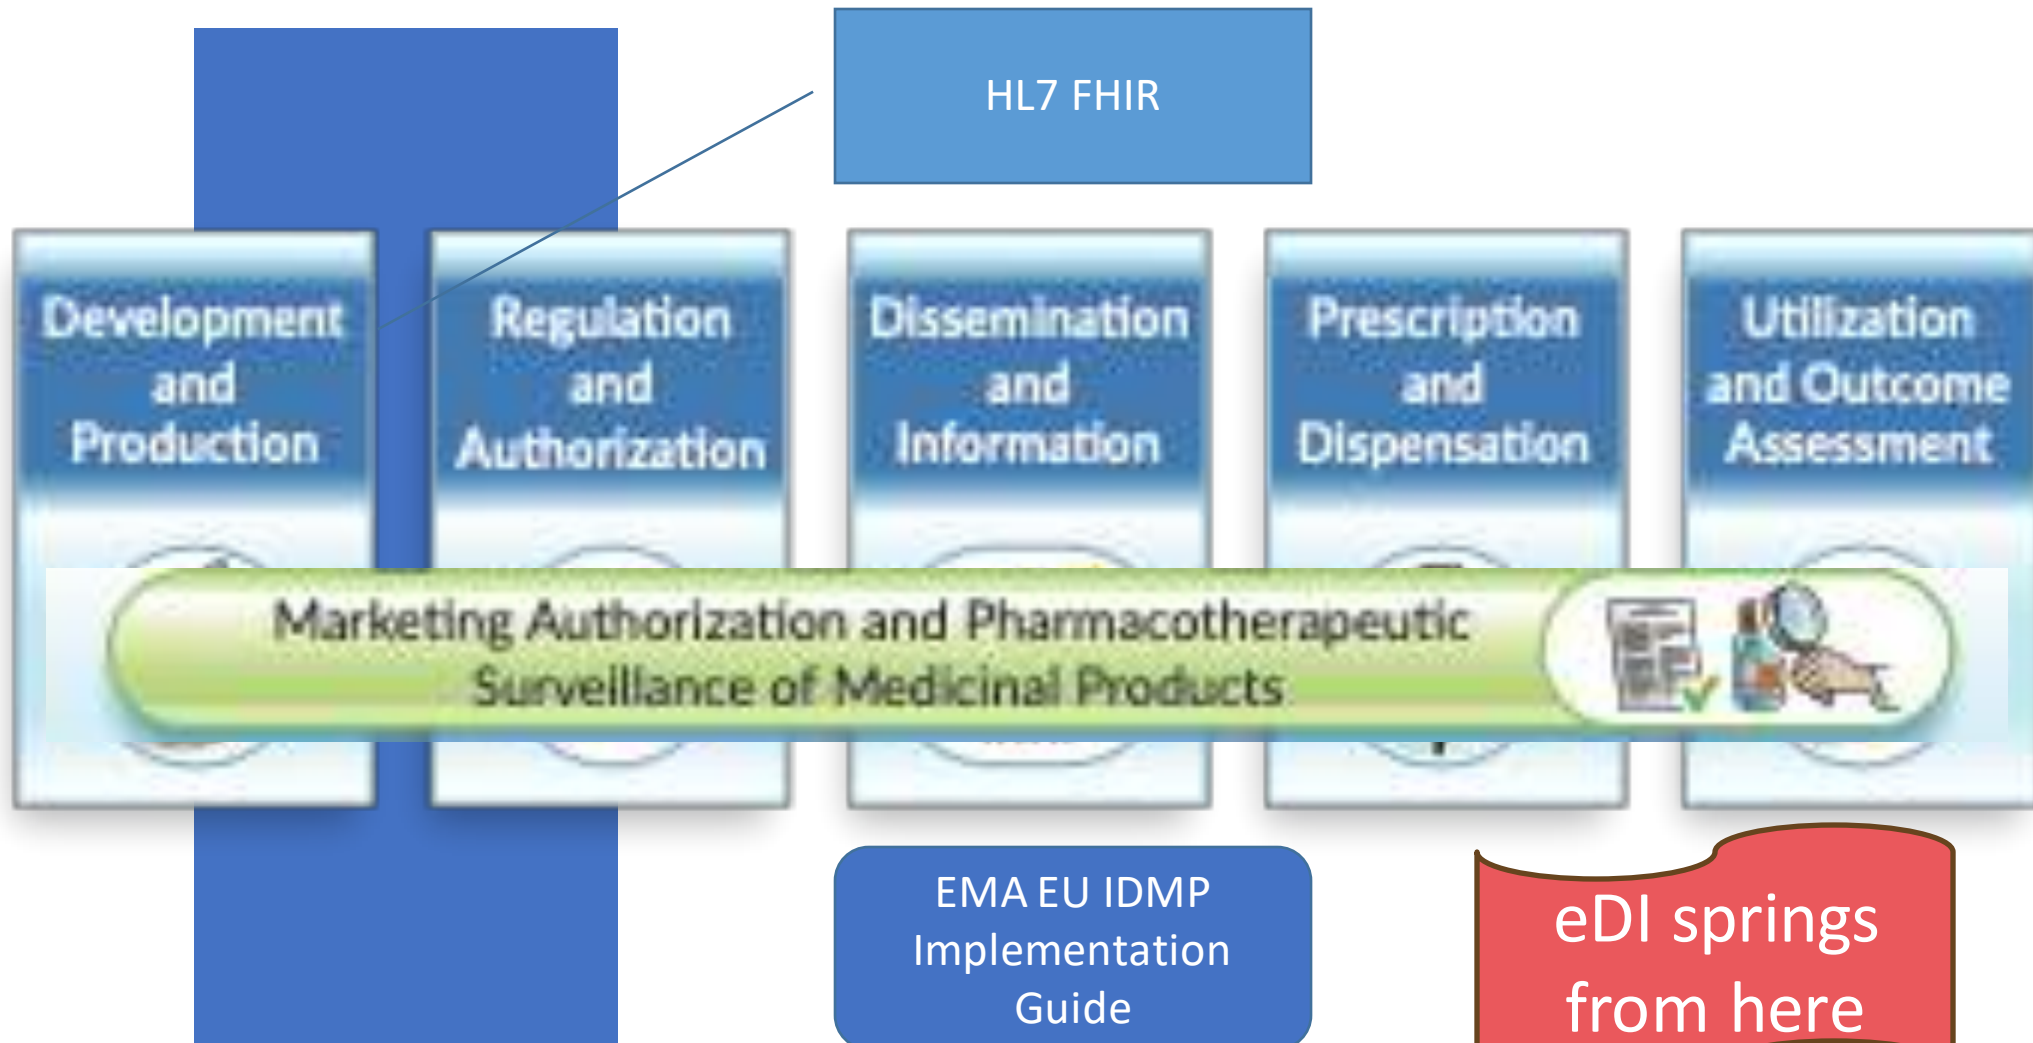 HL7 FHIR
Development
and
Production
Regulation
and
Authorization
Dissemination
and
Information
Prescription
and
Dispensation
Utilization
and Outcome
Assessment
Marketing Authorization and Pharmacotherapeutic
Surveillance of Medicinal Products
EMA EU IDMP
Implementation
Guide
eDI springs
from here